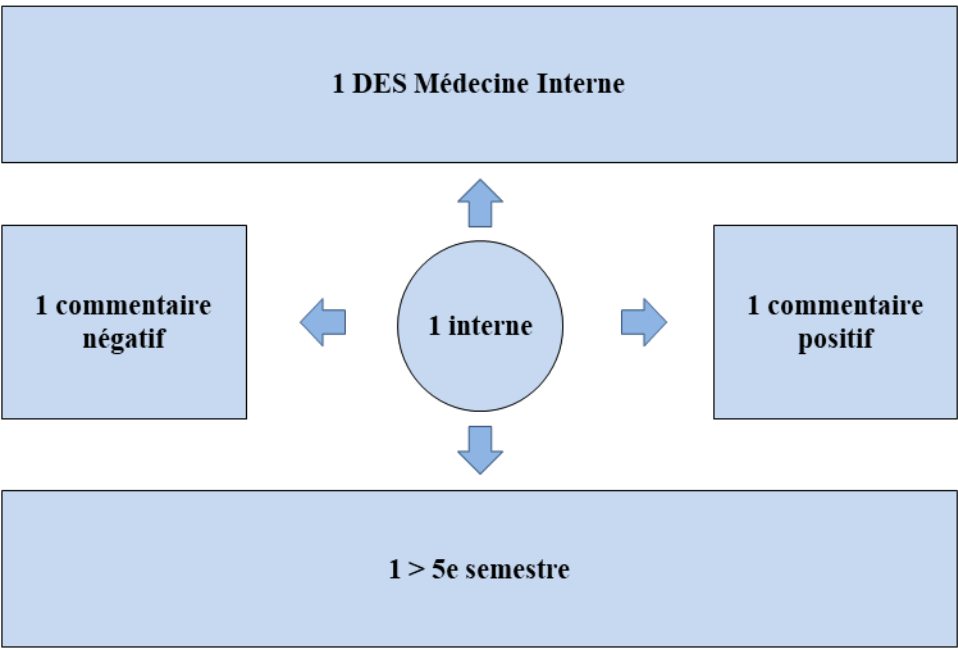 1 DES Médecine Interne
1 commentaire
négatif
1 interne
1 commentaire
positif
1 > 5e semestre